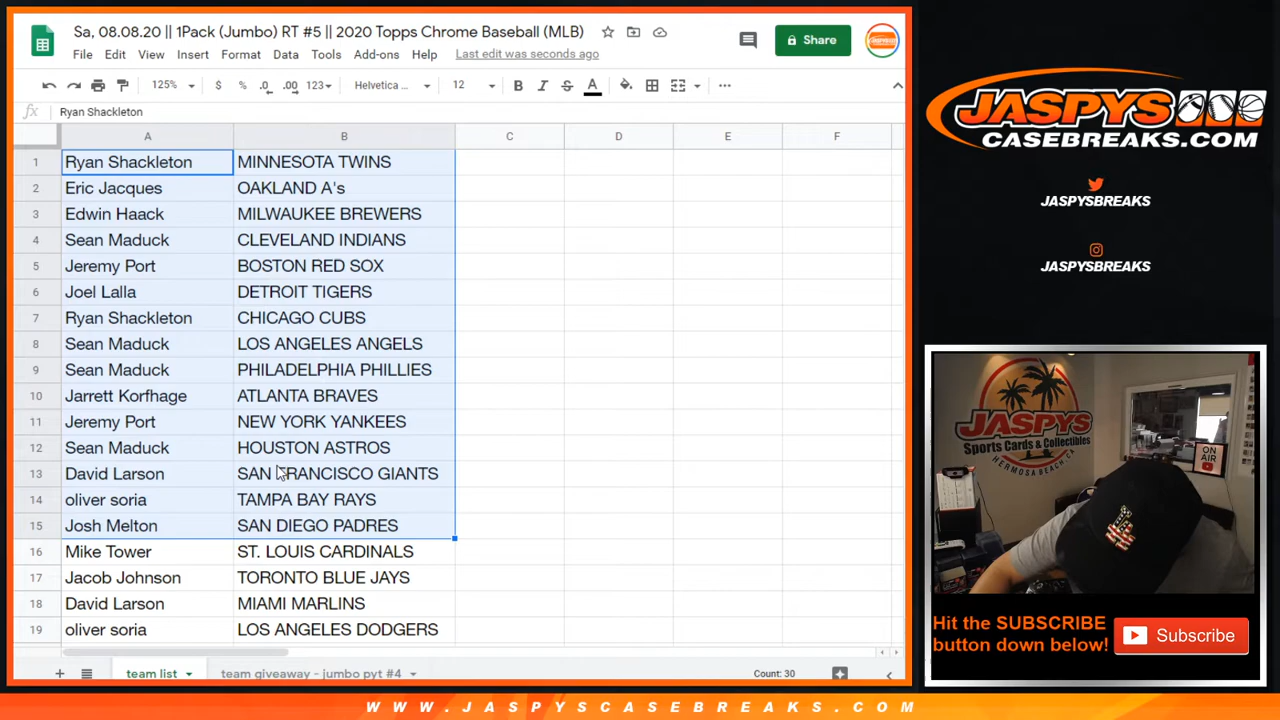 Sa, 08.08.20 || 1Pack (Jumbo) RT #5 || 2020 Topps Chrome Baseball (MLB)
File Edit View Insert Format Data Tools Add-ons Help Last edit was seconds ago
Share
125% $ % .0 .00 123 Helvetica ... 12 B I S A ...
fx Ryan Shackleton
A B C D E F
1 Ryan Shackleton MINNESOTA TWINS
2 Eric Jacques OAKLAND A's
3 Edwin Haack MILWAUKEE BREWERS
4 Sean Maduck CLEVELAND INDIANS
5 Jeremy Port BOSTON RED SOX
6 Joel Lalla DETROIT TIGERS
7 Ryan Shackleton CHICAGO CUBS
8 Sean Maduck LOS ANGELES ANGELS
9 Sean Maduck PHILADELPHIA PHILLIES
10 Jarrett Korfhage ATLANTA BRAVES
11 Jeremy Port NEW YORK YANKEES
12 Sean Maduck HOUSTON ASTROS
13 David Larson SAN FRANCISCO GIANTS
14 oliver soria TAMPA BAY RAYS
15 Josh Melton SAN DIEGO PADRES
16 Mike Tower ST. LOUIS CARDINALS
17 Jacob Johnson TORONTO BLUE JAYS
18 David Larson MIAMI MARLINS
19 oliver soria LOS ANGELES DODGERS
team list team giveaway - jumbo pyt #4 Count: 30
JASPYS
CASEBREAKS.COM
JASPYSBREAKS
JASPYSBREAKS
JASPYS
Sports Cards & Collectibles
HERMOSA BEACH, CA
ON AIR
LA
Hit the SUBSCRIBE
button down below!
Subscribe
WWW.JASPYSCASEBREAKS.COM